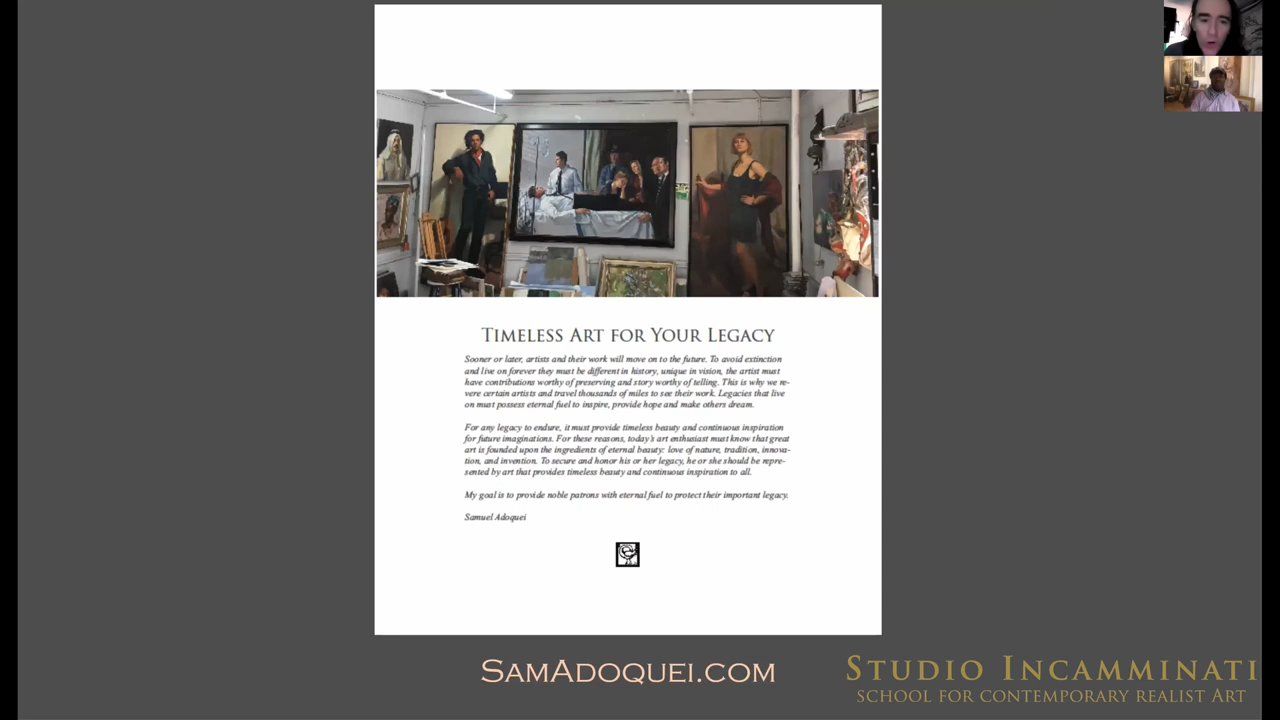 TIMELESS ART FOR YOUR LEGACY
Sooner or later, artists and their work will move on to the future. To avoid extinction
and live on forever they must be different in history, unique in vision, the artist must
have contributions worthy of preserving and story worthy of telling. This is why we re-
vere certain artists and travel thousands of miles to see their work. Legacies that live
on must possess eternal fuel to inspire, provide hope and make others dream.
For any legacy to endure, it must provide timeless beauty and continuous inspiration
for future imaginations. For these reasons, today's art enthusiast must know that great
art is founded upon the ingredients of eternal beauty: love of nature, tradition, innova-
tion, and invention. To secure and honor his or her legacy, he or she should be repre-
sented by art that provides timeless beauty and continuous inspiration to all.
My goal is to provide noble patrons with eternal fuel to protect their important legacy.
Samuel Adoquei
SAMADOQUEI.COM
STUDIO INCAMMINATI
SCHOOL FOR CONTEMPORARY REALIST ART